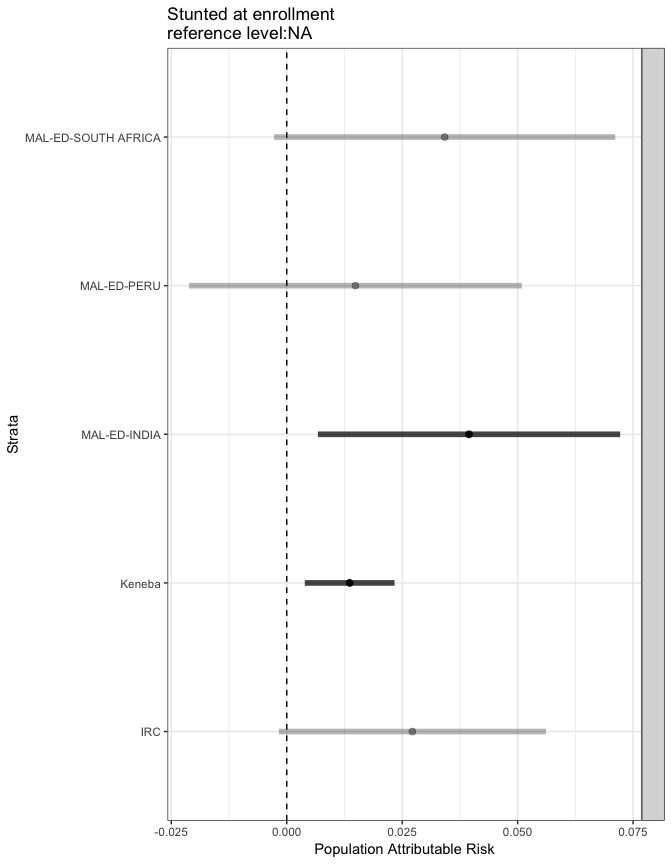 Stunted at enrollment
reference level:NA
MAL-ED-SOUTH AFRICA
MAL-ED-PERU
MAL-ED-INDIA
Keneba
IRC
Strata
-0.025 0.000 0.025 0.050 0.075
Population Attributable Risk